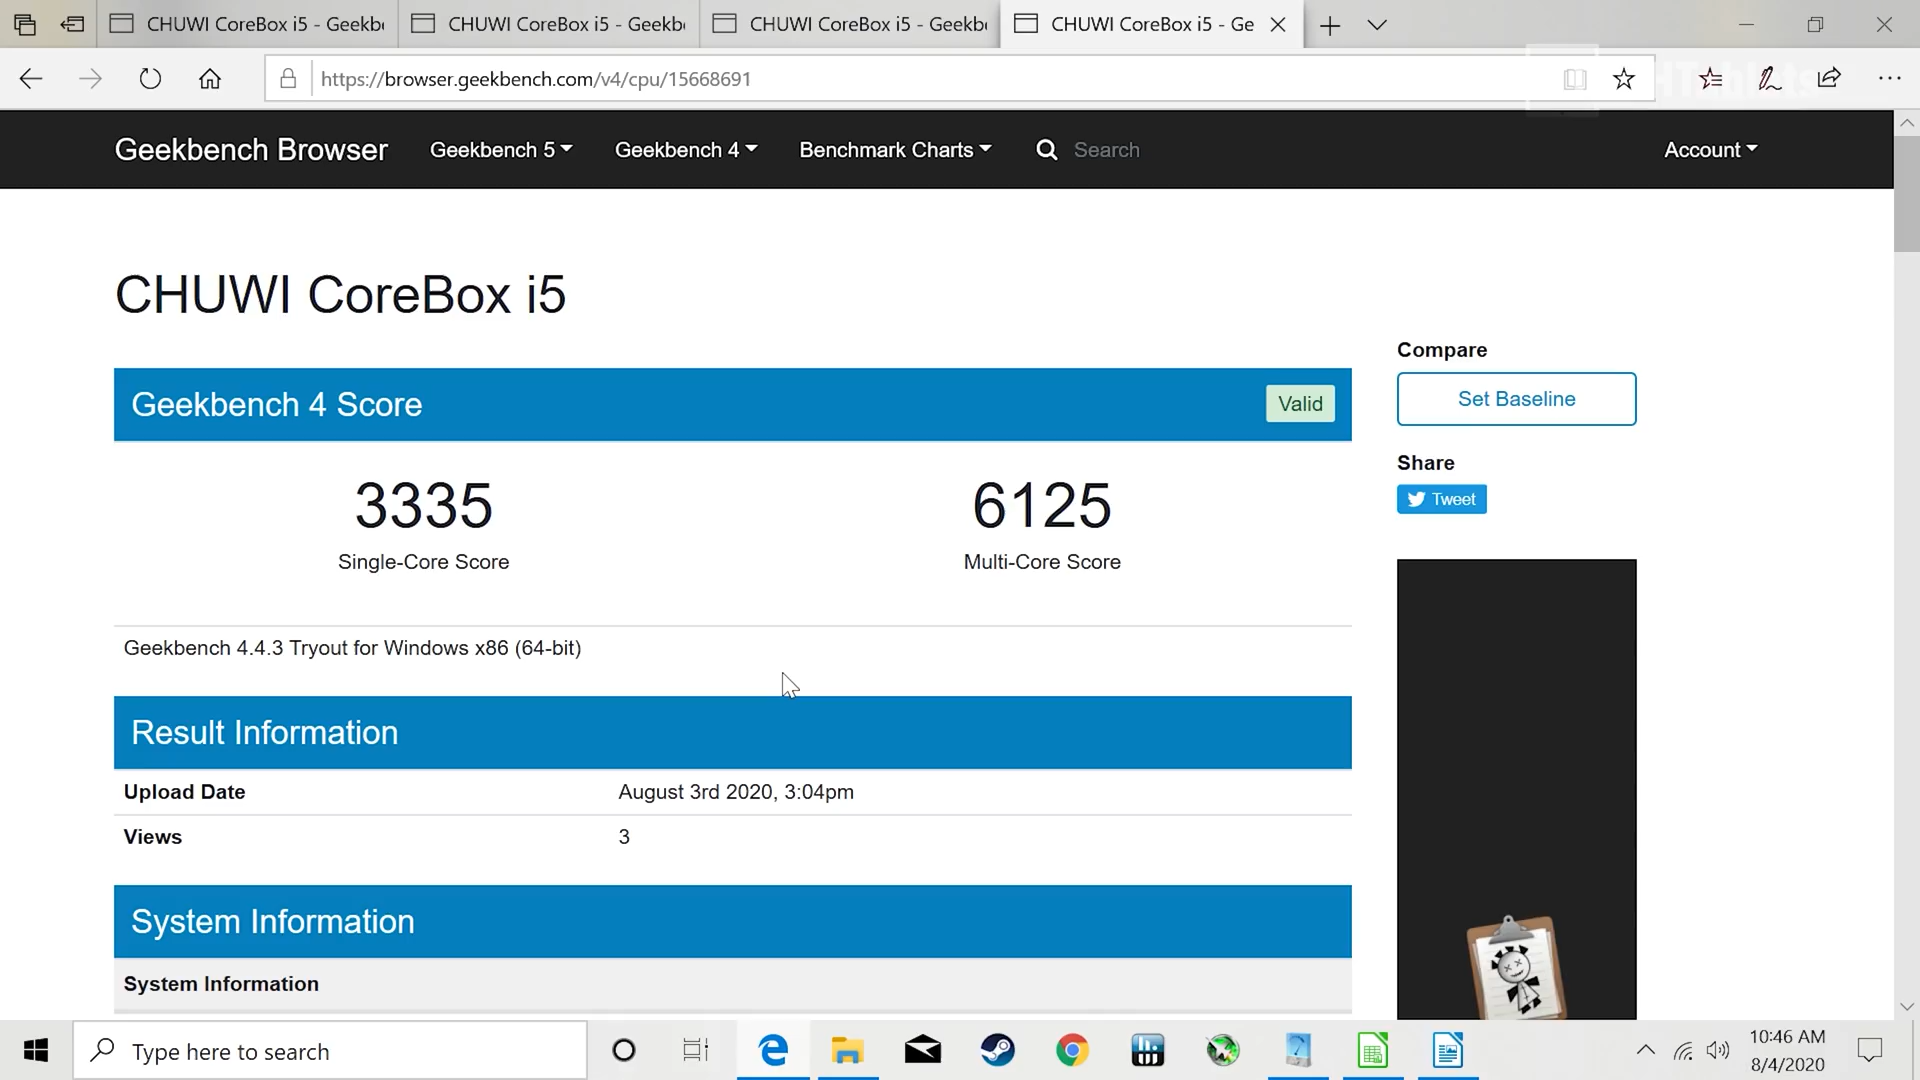 CHUWI CoreBox i5 - Geekb
CHUWI CoreBox i5 - Geekb
CHUWI CoreBox i5 - Geekb
CHUWI CoreBox i5 - Ge
https://browser.geekbench.com/v4/cpu/15668691
Geekbench Browser
Geekbench 5
Geekbench 4
Benchmark Charts
Search
Account
CHUWI CoreBox i5
Compare
Set Baseline
Geekbench 4 Score
Valid
Share
Tweet
3335
6125
Single-Core Score
Multi-Core Score
Geekbench 4.4.3 Tryout for Windows x86 (64-bit)
Result Information
Upload Date
August 3rd 2020, 3:04pm
Views
3
System Information
System Information
Type here to search
10:46 AM
8/4/2020